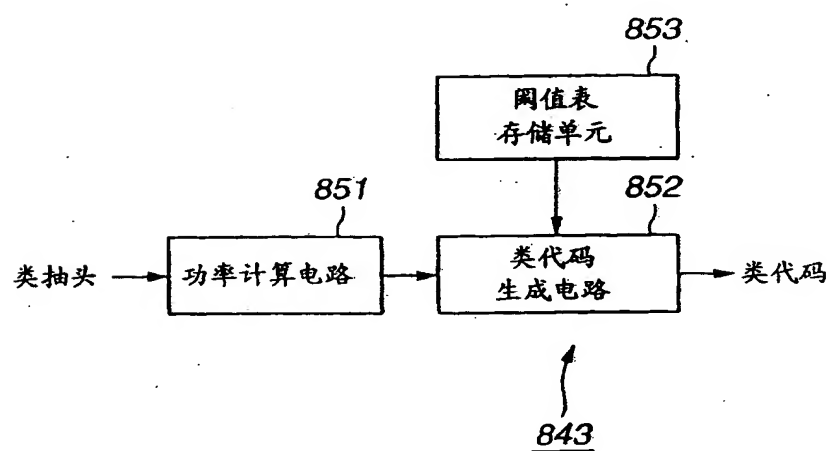 853
阈值表
存储单元
851
852
类抽头
功率计算电路
类代码
生成电路
类代码
843